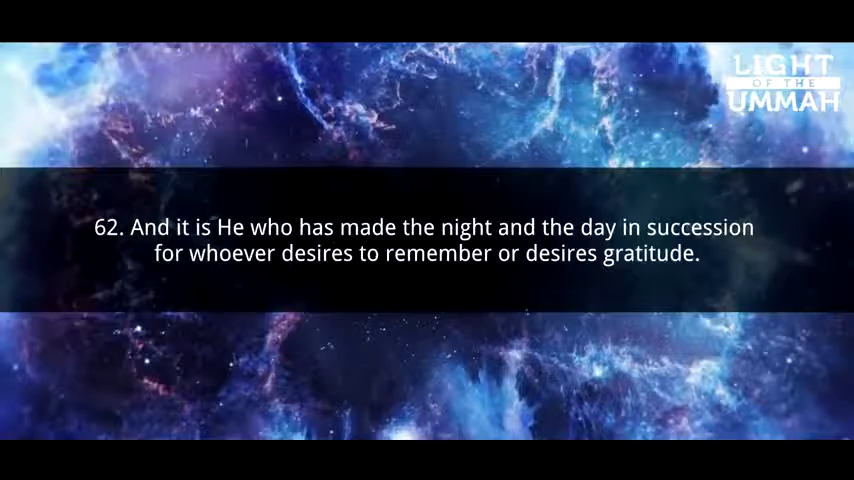 LIGHT
OF THE
UMMAH
62. And it is He who has made the night and the day in succession
for whoever desires to remember or desires gratitude.